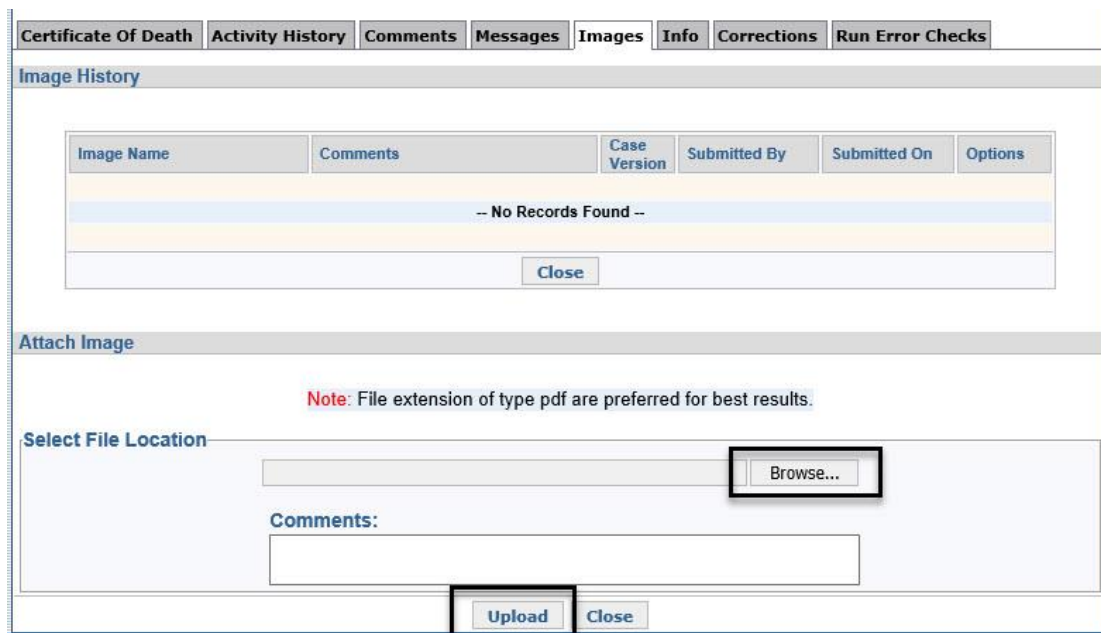 Certificate Of Death Activity History Comments Messages Images Info Corrections Run Error Checks
Image History
Image Name Comments Case Version Submitted By Submitted On Options
-- No Records Found --
Close
Attach Image
Note: File extension of type pdf are preferred for best results.
Select File Location
Browse...
Comments:
Upload Close